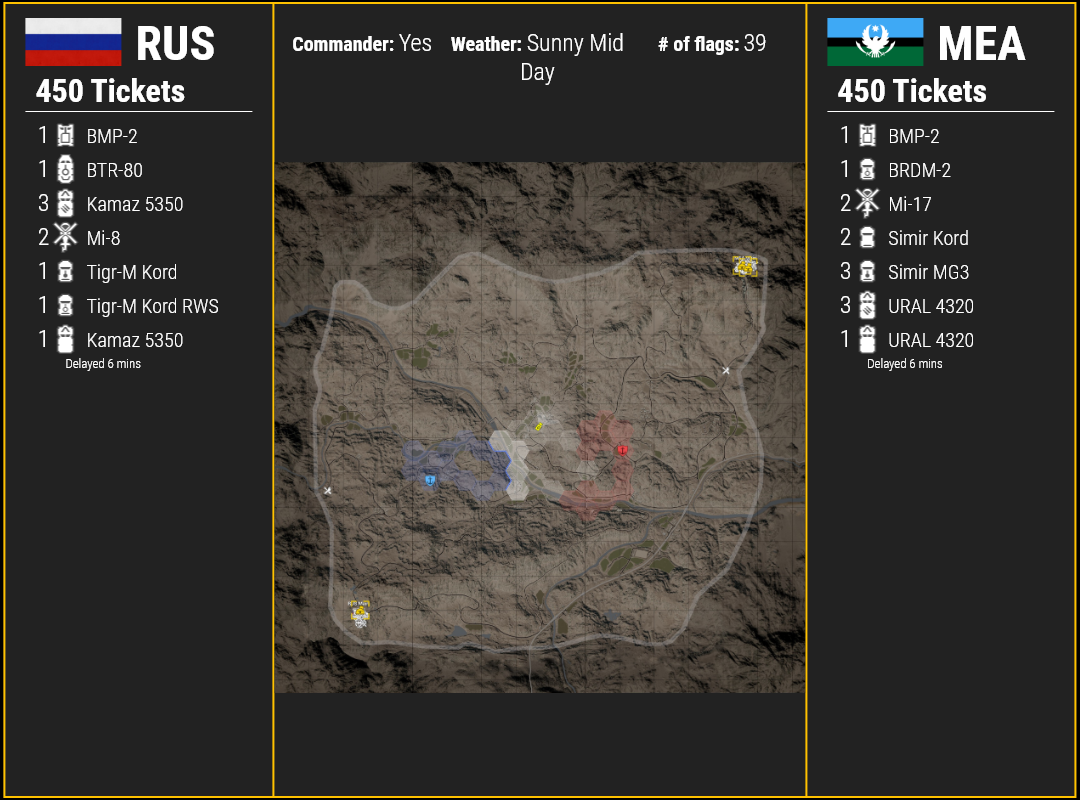 RUS
450 Tickets
1 BMP-2
1 BTR-80
3 Kamaz 5350
2 Mi-8
1 Tigr-M Kord
1 Tigr-M Kord RWS
1 Kamaz 5350
Delayed 6 mins
Commander: Yes Weather: Sunny Mid Day # of flags: 39
MEA
450 Tickets
1 BMP-2
1 BRDM-2
2 Mi-17
2 Simir Kord
3 Simir MG3
3 URAL 4320
1 URAL 4320
Delayed 6 mins